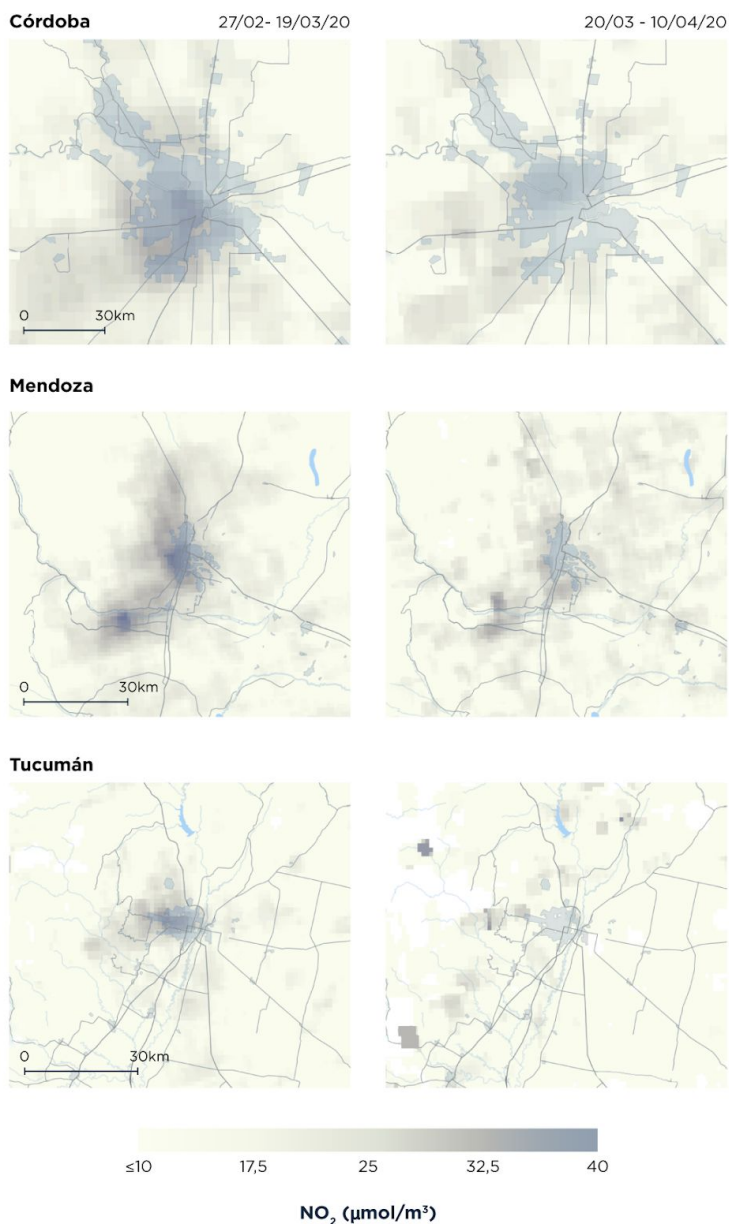 Córdoba 27/02- 19/03/20 20/03 - 10/04/20
0 30km
Mendoza
0 30km
Tucumán
0 30km
≤10 17,5 25 32,5 40
NO₂ (μmol/m³)